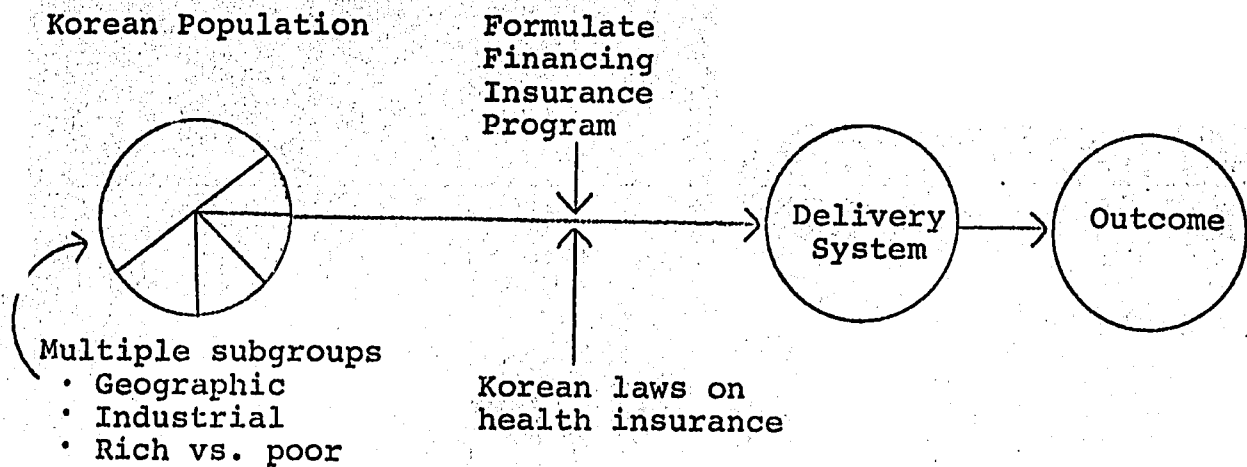 Korean Population
Formulate
Financing
Insurance
Program
Delivery
System
Outcome
Multiple subgroups
· Geographic
· Industrial
· Rich vs. poor
Korean laws on
health insurance